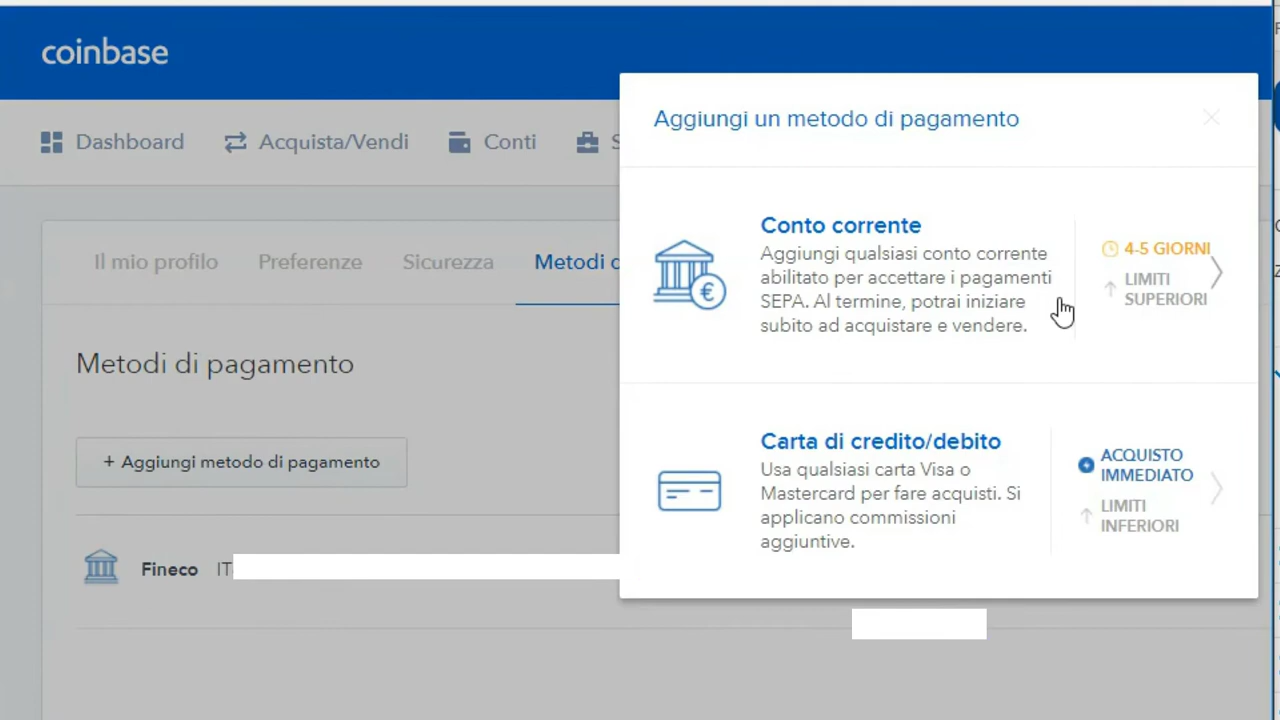 coinbase
Dashboard
Acquista/Vendi
Conti
Il mio profilo
Preferenze
Sicurezza
Metodi
Metodi di pagamento
+ Aggiungi metodo di pagamento
Fineco IT
Aggiungi un metodo di pagamento
Conto corrente
Aggiungi qualsiasi conto corrente
abilitato per accettare i pagamenti
SEPA. Al termine, potrai iniziare
subito ad acquistare e vendere.
4-5 GIORNI
LIMITI
SUPERIORI
Carta di credito/debito
Usa qualsiasi carta Visa o
Mastercard per fare acquisti. Si
applicano commissioni
aggiuntive.
ACQUISTO
IMMEDIATO
LIMITI
INFERIORI